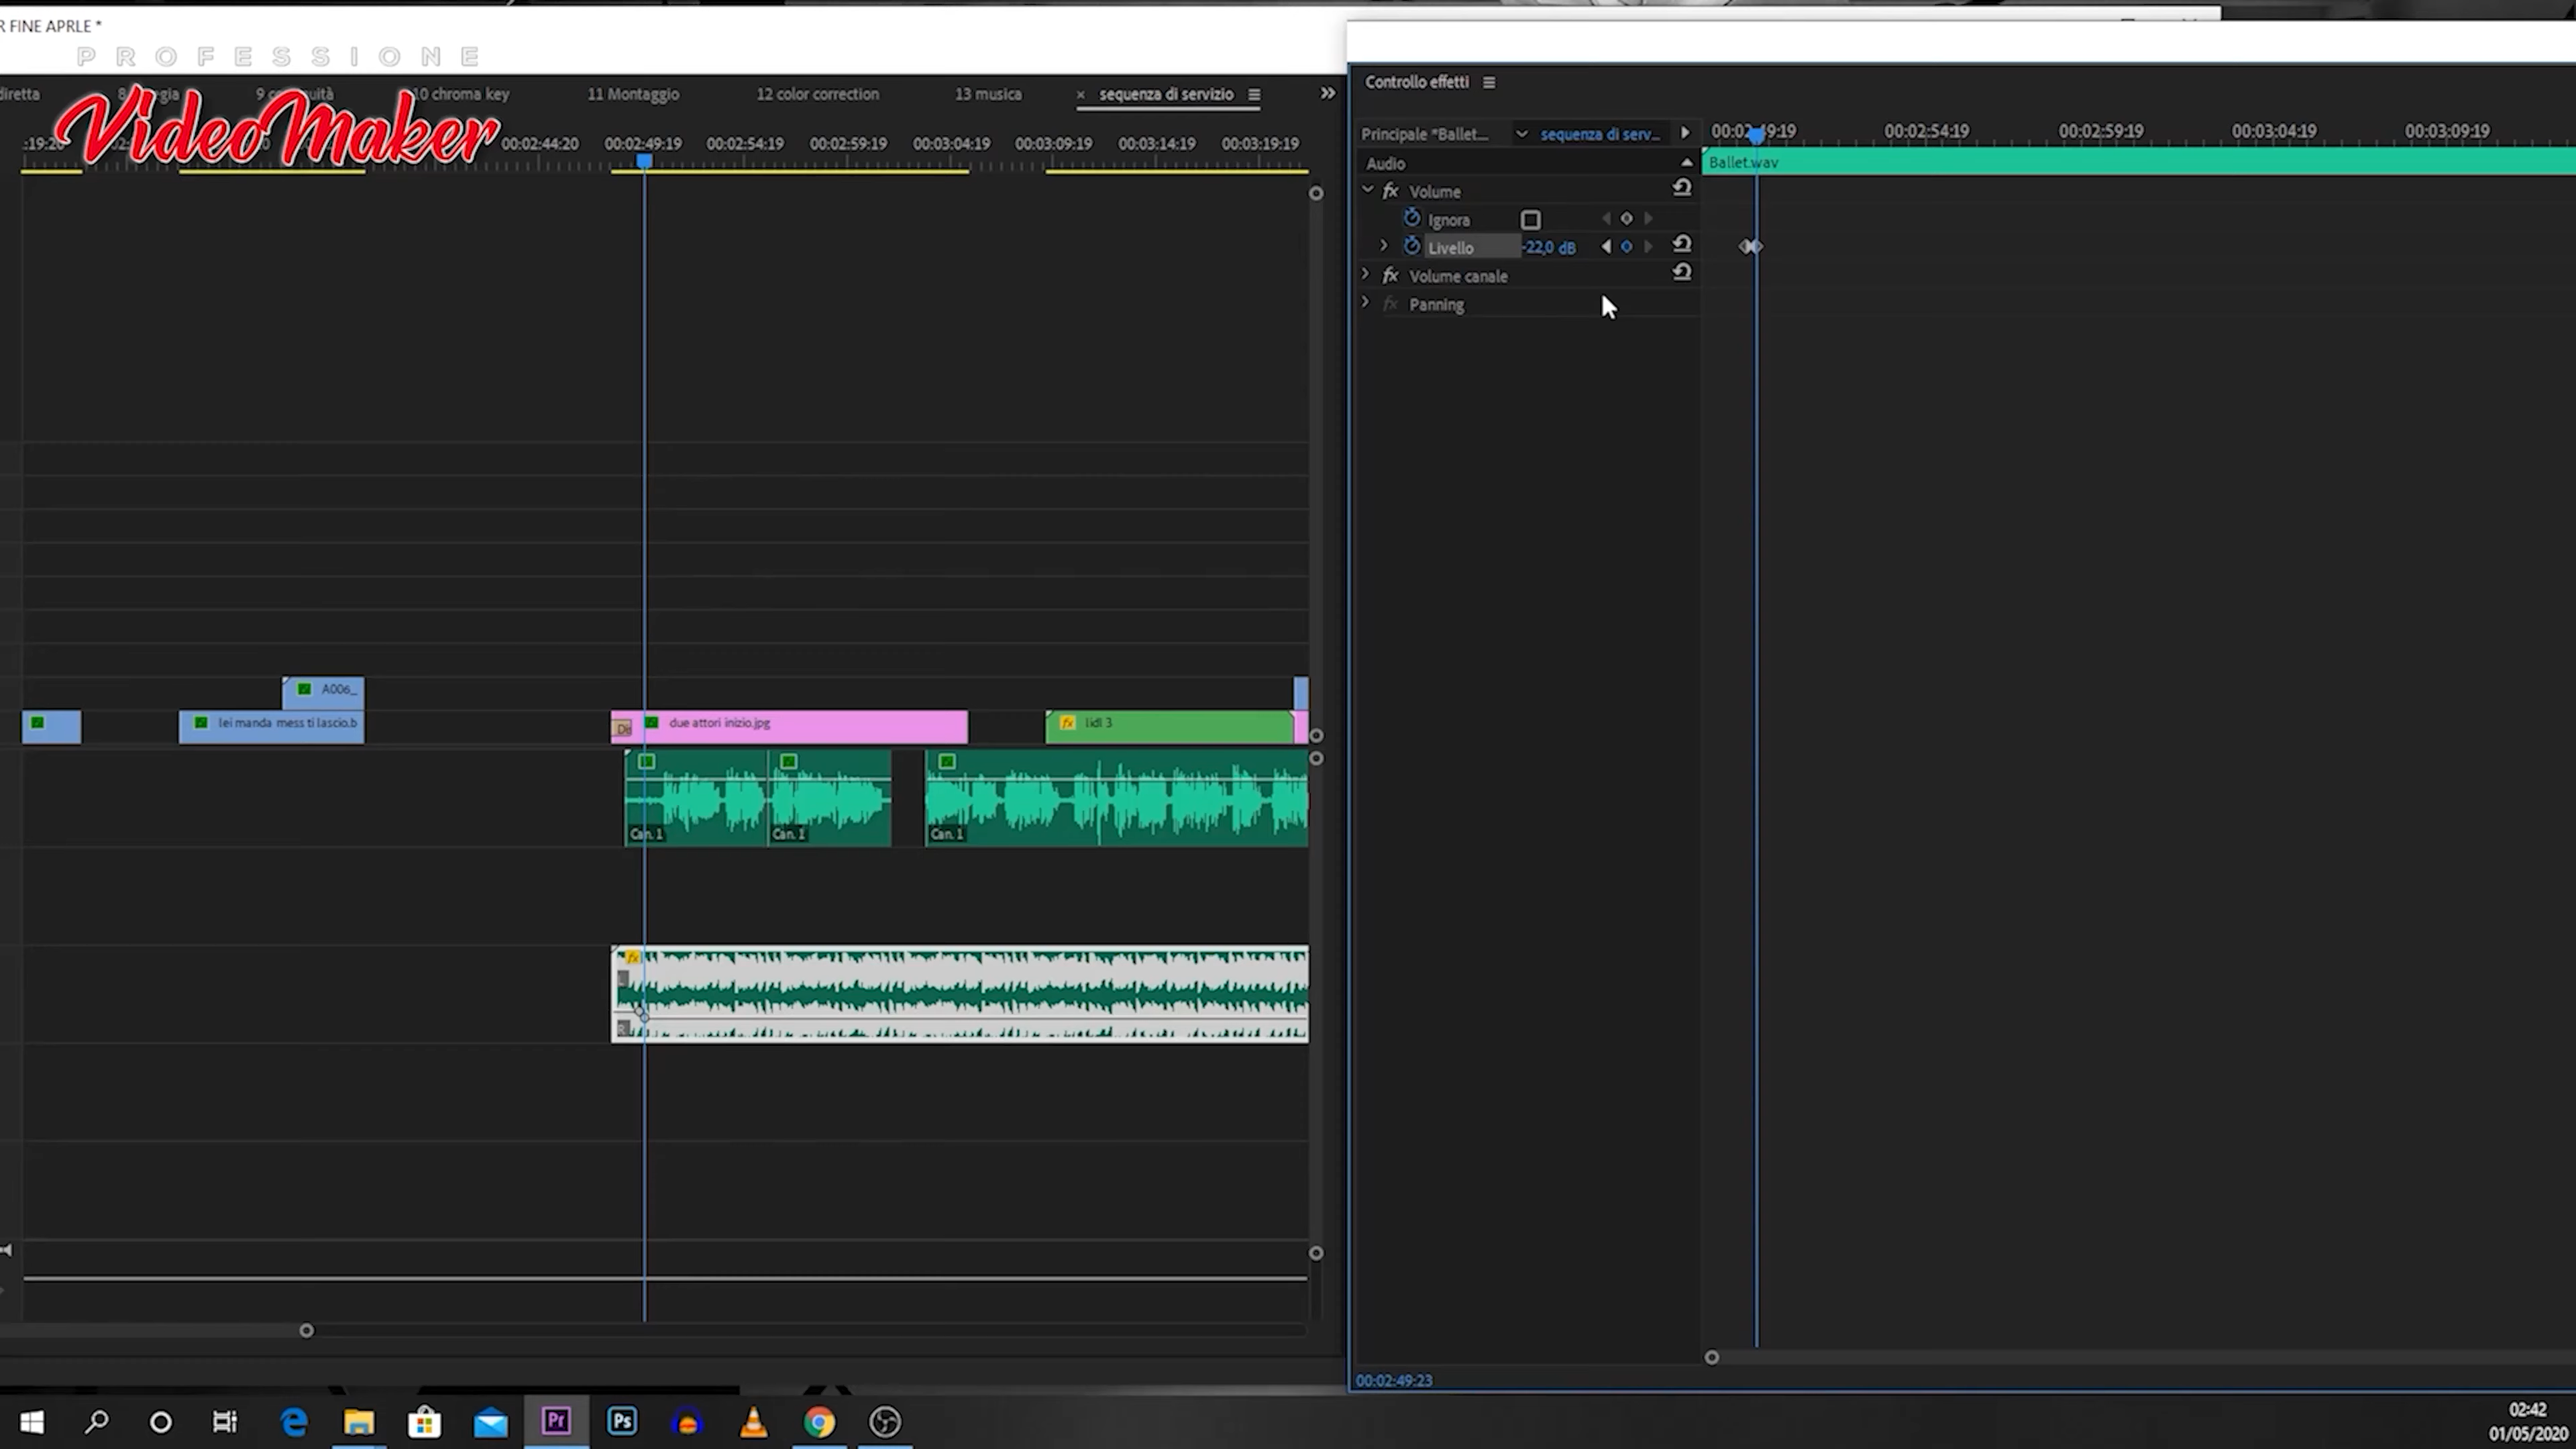 R FINE APRLE *
PROFESSIONE
VideoMaker
diretta
10 chroma key
11 Montaggio
12 color correction
13 musica
× sequenza di servizio
:19:20
00:02:44:20
00:02:49:19
00:02:54:19
00:02:59:19
00:03:04:19
00:03:09:19
00:03:14:19
00:03:19:19
A006_
lei manda mess ti lascio.b
due attori inizio.jpg
fx lidl 3
Can. 1
Can. 1
Can. 1
fx
L
R
Controllo effetti
Principale *Ballet...
sequenza di serv...
00:02:49:19
00:02:54:19
00:02:59:19
00:03:04:19
00:03:09:19
Audio
Ballet.wav
fx Volume
Ignora
Livello -22,0 dB
fx Volume canale
fx Panning
00:02:49:23
Pr
Ps
02:42
01/05/2020